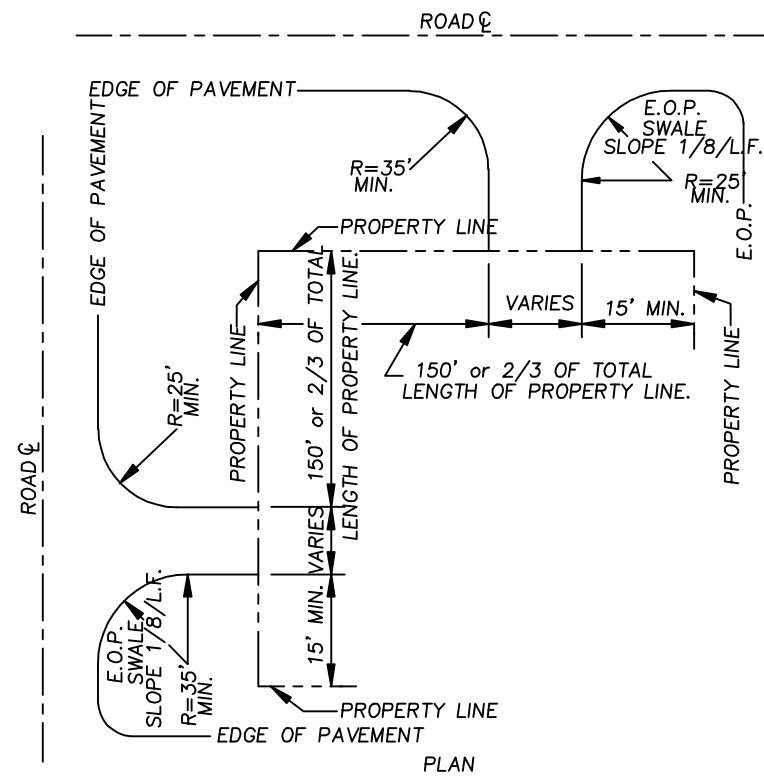 ROAD ℄
EDGE OF PAVEMENT
E.O.P.
SWALE
SLOPE 1/8/L.F.
R=35'
MIN.
R=25'
MIN.
E.O.P.
EDGE OF PAVEMENT
PROPERTY LINE
PROPERTY LINE
150' or 2/3 OF TOTAL
LENGTH OF PROPERTY LINE.
VARIES
15' MIN.
150' or 2/3 OF TOTAL
LENGTH OF PROPERTY LINE.
PROPERTY LINE
R=25'
MIN.
ROAD ℄
VARIES
15' MIN.
E.O.P.
SWALE
SLOPE 1/8/L.F.
R=35'
MIN.
PROPERTY LINE
EDGE OF PAVEMENT
PLAN